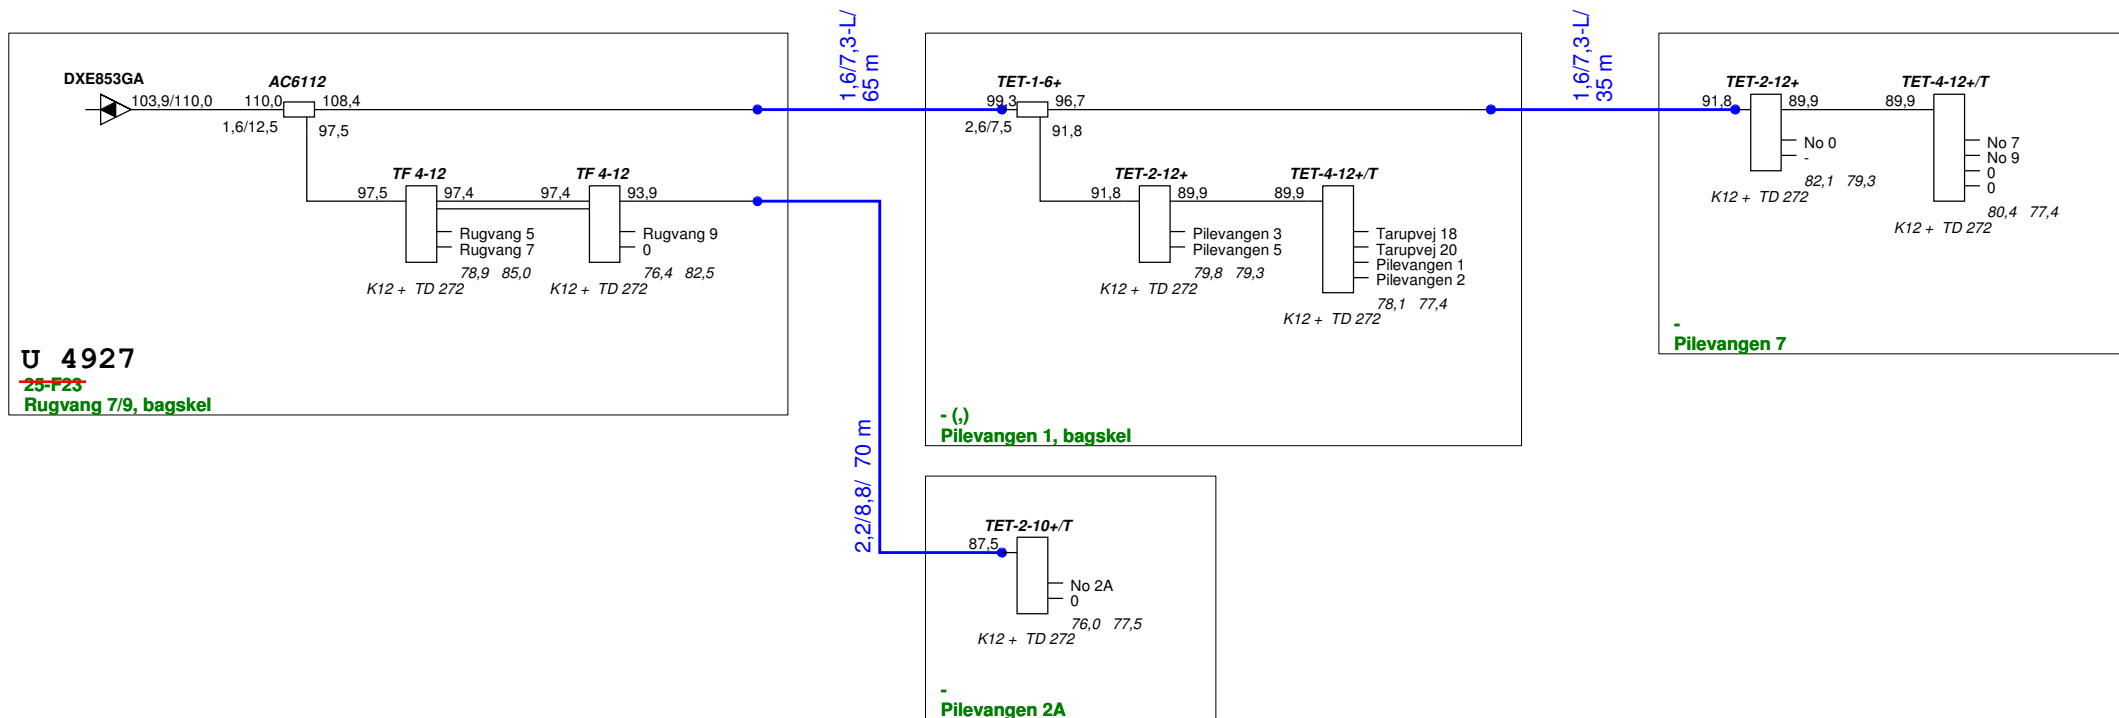 DXE853GA
103,9/110,0
AC6112
110,0
108,4
1,6/12,5
97,5
TF 4-12
97,5
97,4
Rugvang 5
Rugvang 7
78,9 85,0
K12 + TD 272
TF 4-12
97,4
93,9
Rugvang 9
0
76,4 82,5
K12 + TD 272
U 4927
25-F23
Rugvang 7/9, bagskel
1,6/7,3-L/
65 m
2,2/8,8/ 70 m
TET-1-6+
99,3
96,7
2,6/7,5
91,8
TET-2-12+
91,8
89,9
Pilevangen 3
Pilevangen 5
79,8 79,3
K12 + TD 272
TET-4-12+/T
89,9
Tarupvej 18
Tarupvej 20
Pilevangen 1
Pilevangen 2
78,1 77,4
K12 + TD 272
- (,)
Pilevangen 1, bagskel
1,6/7,3-L/
35 m
TET-2-12+
91,8
89,9
No 0
-
82,1 79,3
K12 + TD 272
TET-4-12+/T
89,9
No 7
No 9
0
0
80,4 77,4
K12 + TD 272
-
Pilevangen 7
TET-2-10+/T
87,5
No 2A
0
76,0 77,5
K12 + TD 272
-
Pilevangen 2A